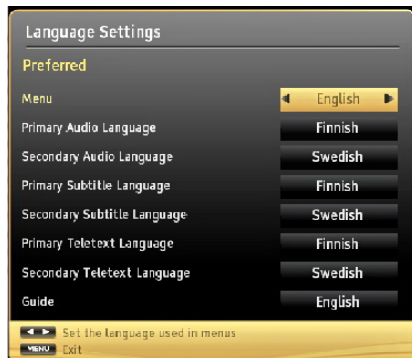 Language Settings
Preferred
Menu English
Primary Audio Language Finnish
Secondary Audio Language Swedish
Primary Subtitle Language Finnish
Secondary Subtitle Language Swedish
Primary Teletext Language Finnish
Secondary Teletext Language Swedish
Guide English
Set the language used in menus
MENU Exit